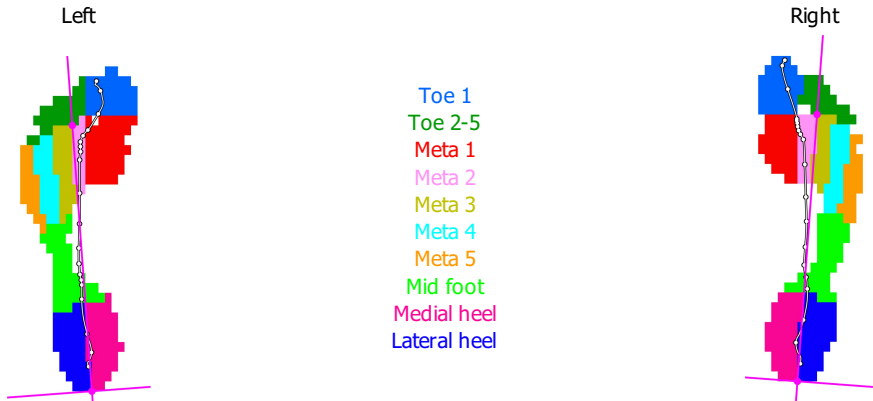 Left
Right
Toe 1
Toe 2-5
Meta 1
Meta 2
Meta 3
Meta 4
Meta 5
Mid foot
Medial heel
Lateral heel